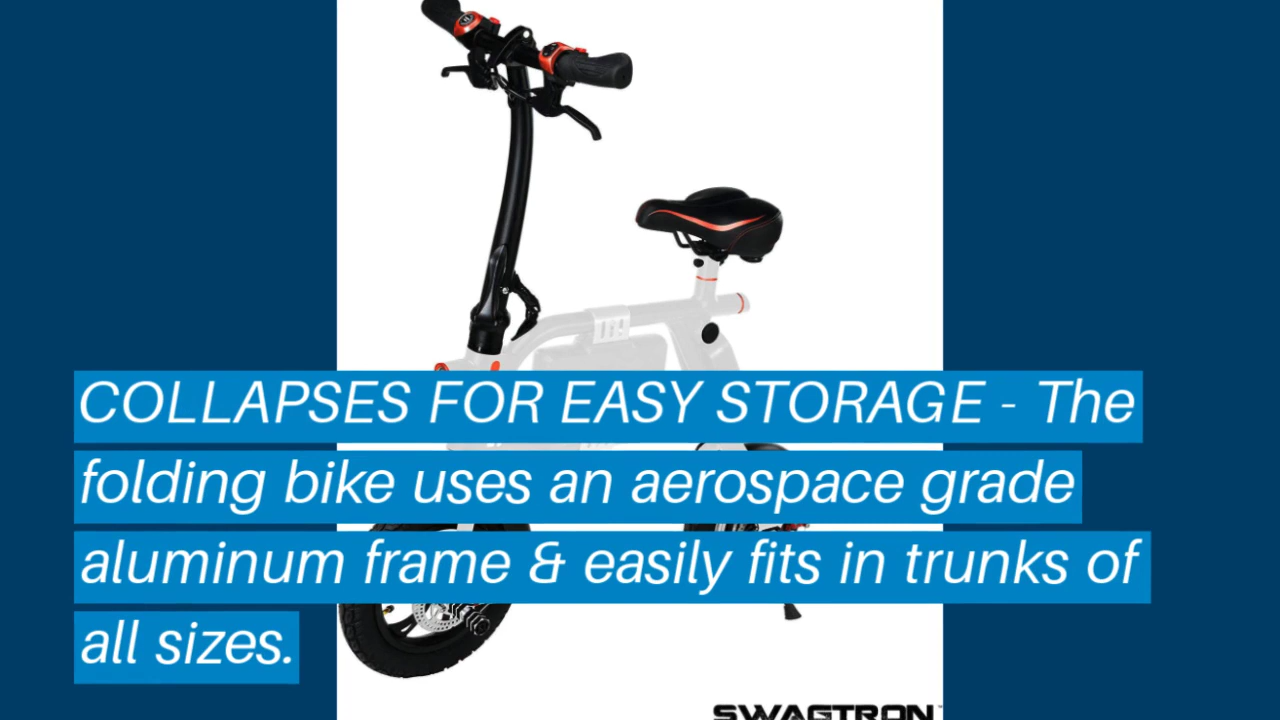 COLLAPSES FOR EASY STORAGE - The
folding bike uses an aerospace grade
aluminum frame & easily fits in trunks of
all sizes.
SWAGTRON